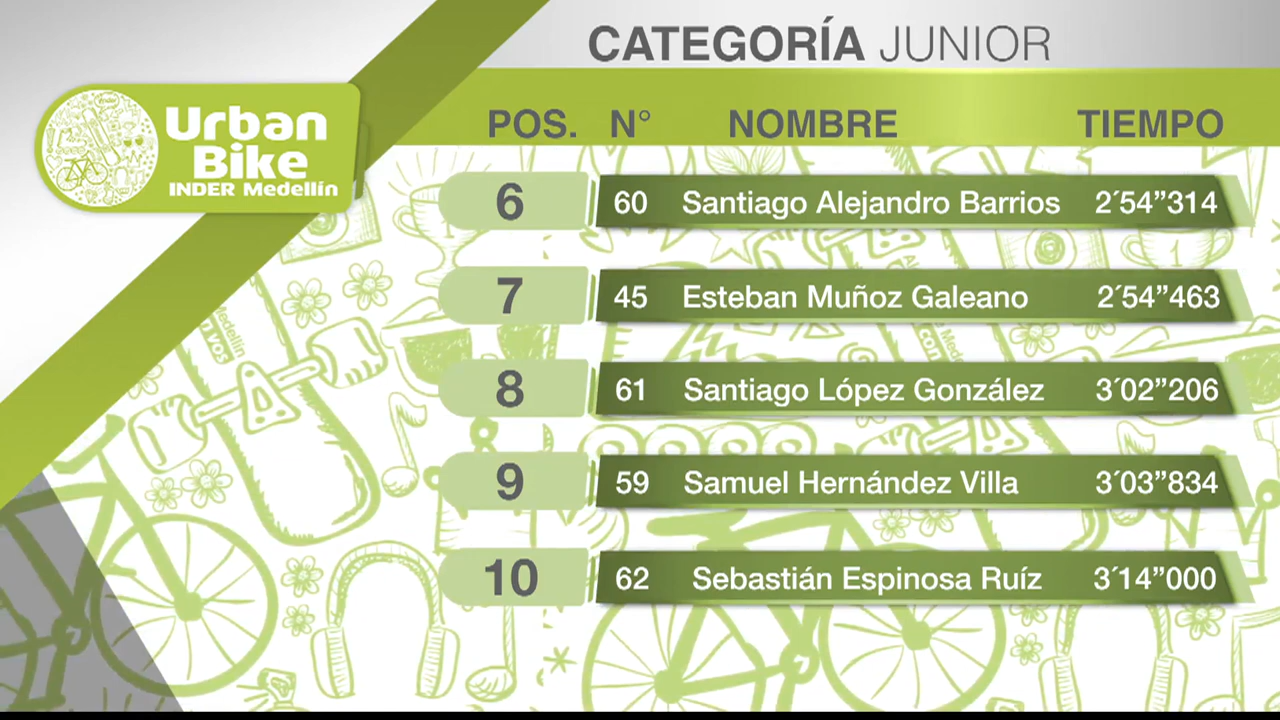 CATEGORÍA JUNIOR
Urban
Bike
INDER Medellín
POS. N° NOMBRE TIEMPO
6 60 Santiago Alejandro Barrios 2´54”314
7 45 Esteban Muñoz Galeano 2´54”463
8 61 Santiago López González 3´02”206
9 59 Samuel Hernández Villa 3´03”834
10 62 Sebastián Espinosa Ruíz 3´14”000